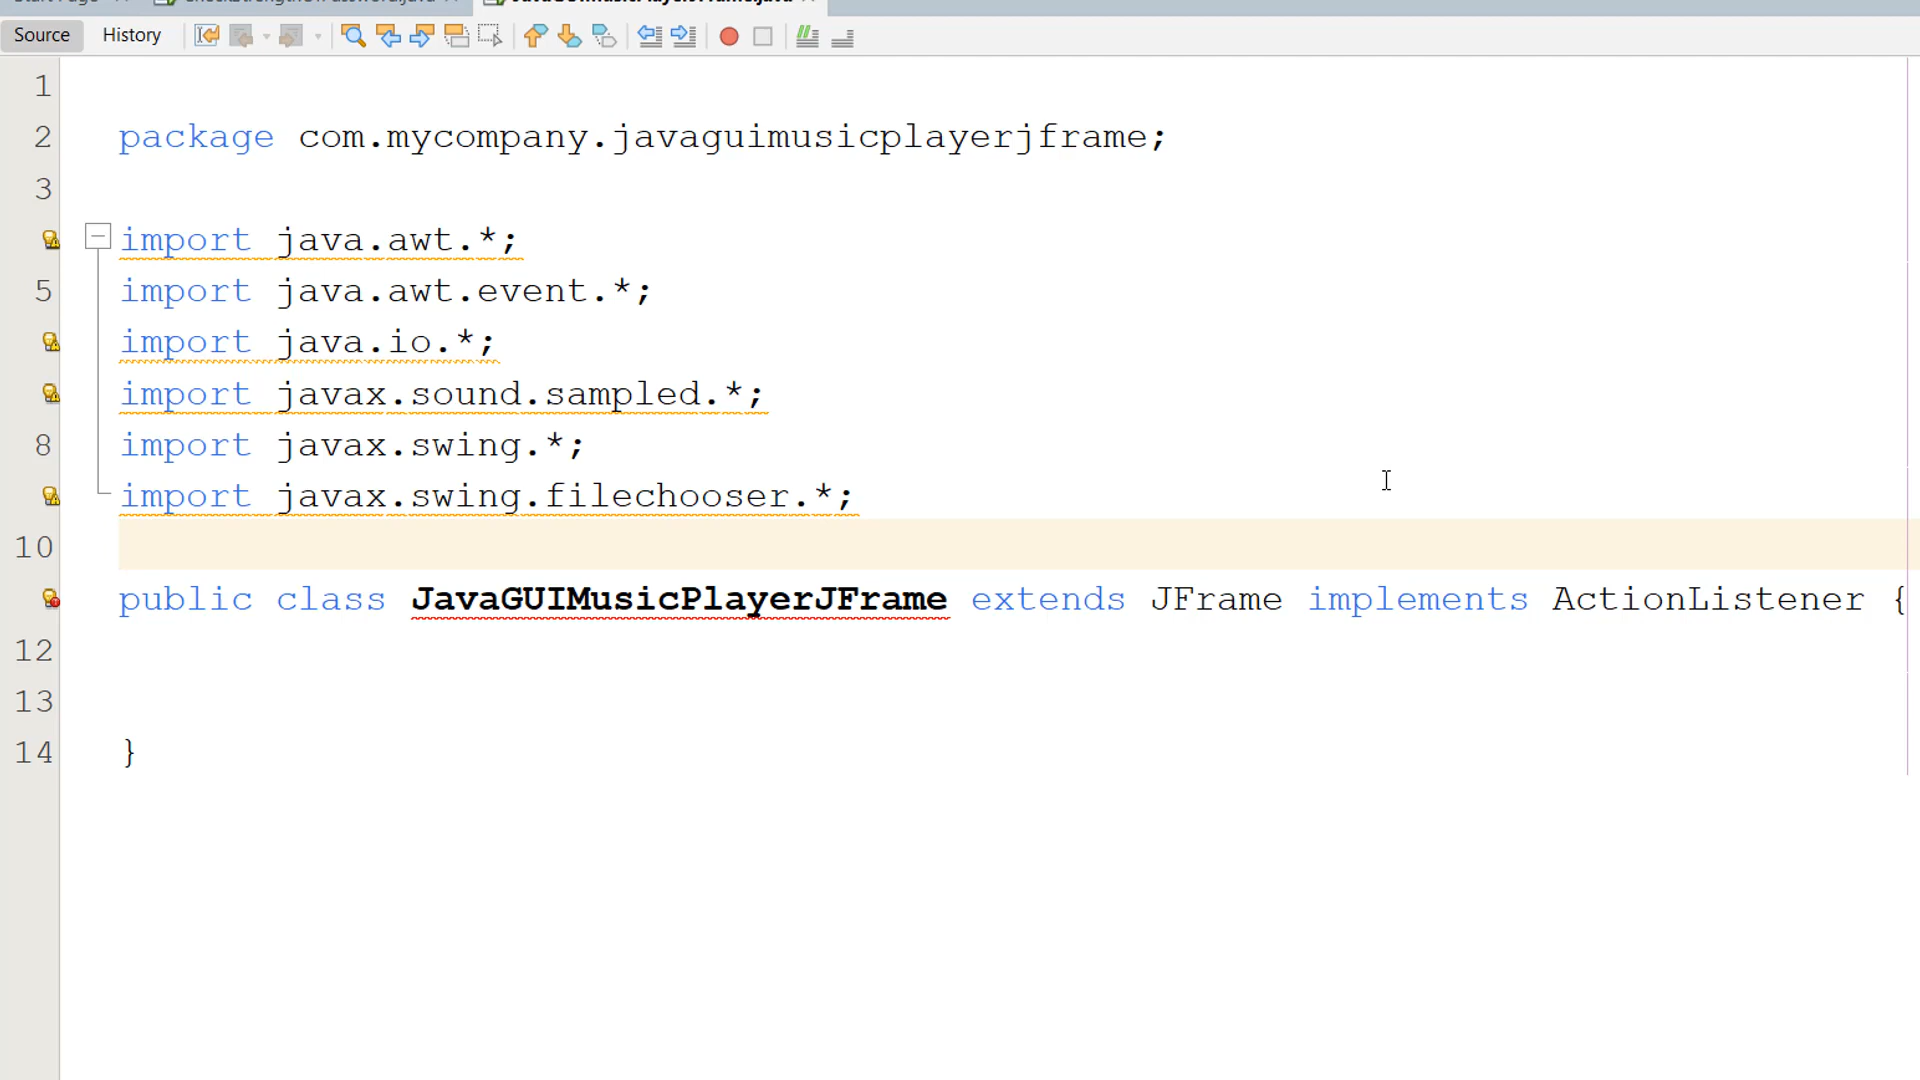 Source History
1
2 package com.mycompany.javaguimusicplayerjframe;
3
import java.awt.*;
5 import java.awt.event.*;
import java.io.*;
import javax.sound.sampled.*;
8 import javax.swing.*;
import javax.swing.filechooser.*;
10
public class JavaGUIMusicPlayerJFrame extends JFrame implements ActionListener {
12
13
14 }